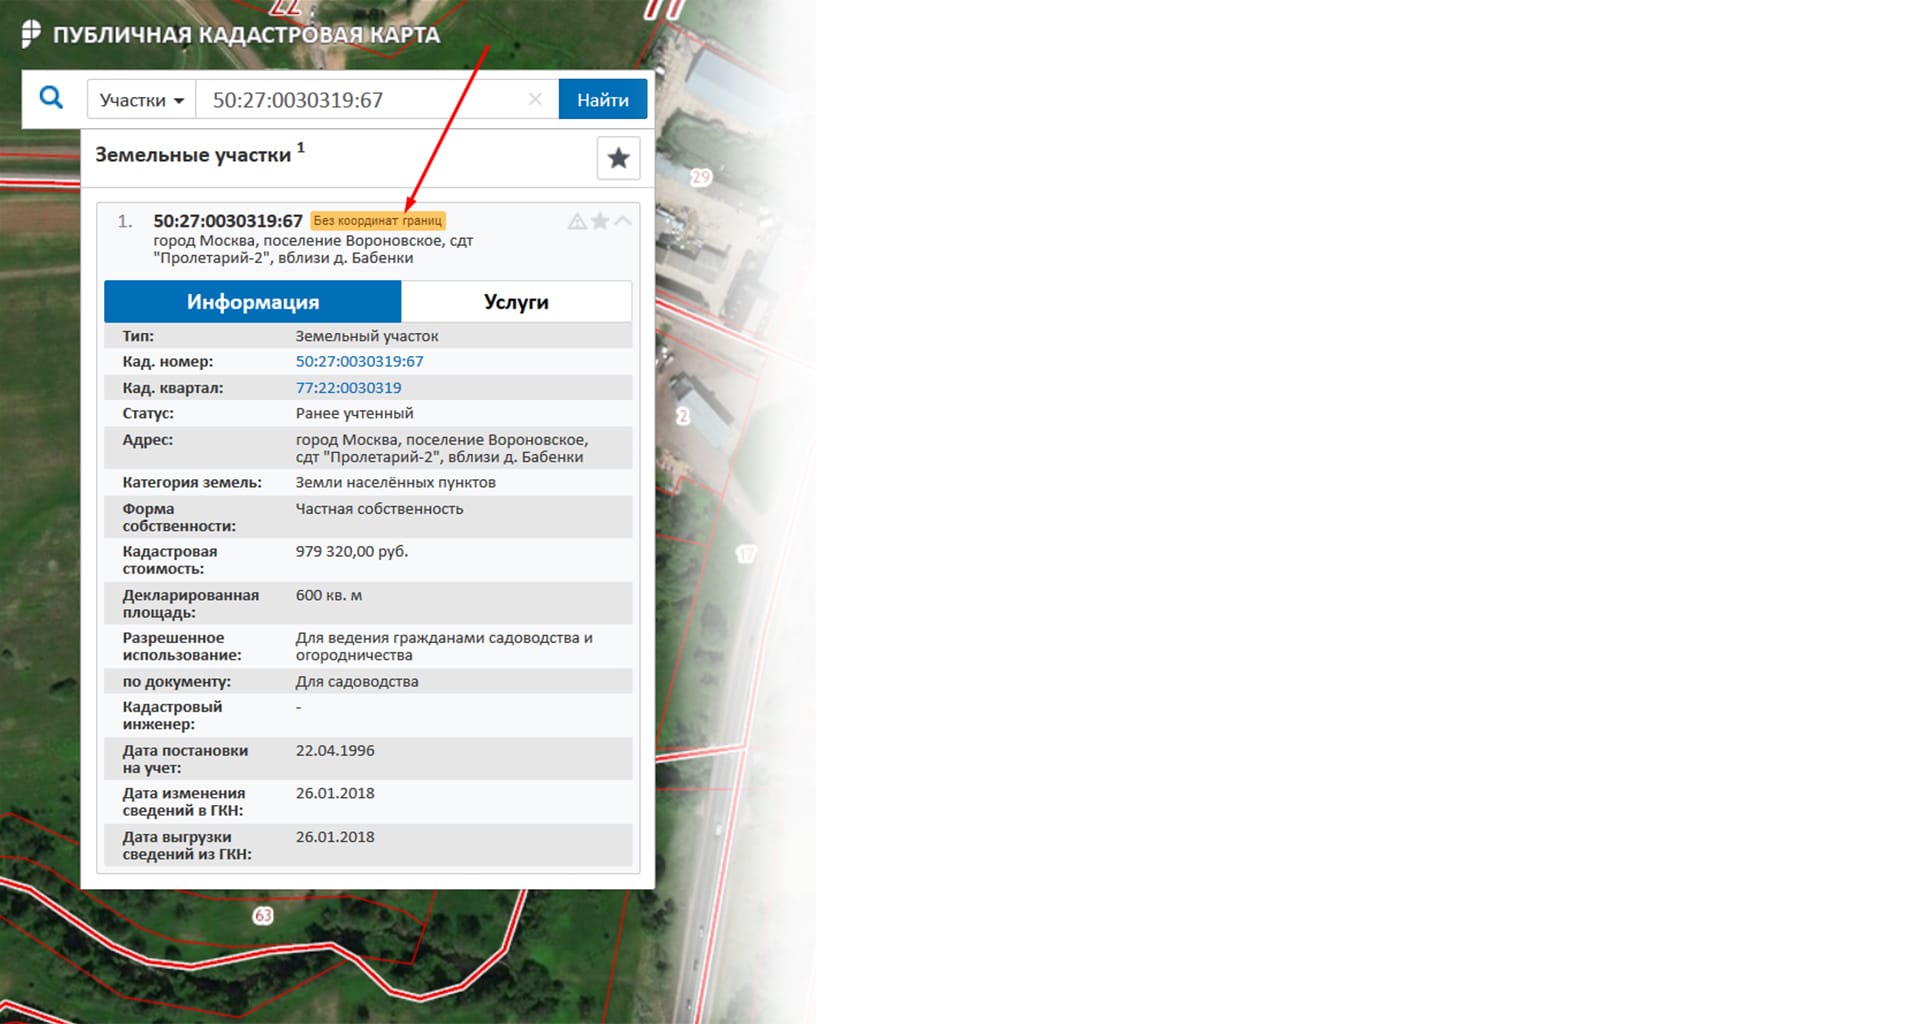 22
77
ПУБЛИЧНАЯ КАДАСТРОВАЯ КАРТА
Участки
50:27:0030319:67
Найти
Земельные участки 1
1. 50:27:0030319:67 Без координат границ
город Москва, поселение Вороновское, сдт
"Пролетарий-2", вблизи д. Бабенки
Информация
Услуги
Тип: Земельный участок
Кад. номер: 50:27:0030319:67
Кад. квартал: 77:22:0030319
Статус: Ранее учтенный
Адрес: город Москва, поселение Вороновское,
сдт "Пролетарий-2", вблизи д. Бабенки
Категория земель: Земли населённых пунктов
Форма
собственности:
Частная собственность
Кадастровая
стоимость:
979 320,00 руб.
Декларированная
площадь:
600 кв. м
Разрешенное
использование:
Для ведения гражданами садоводства и
огородничества
по документу: Для садоводства
Кадастровый
инженер:
-
Дата постановки
на учет:
22.04.1996
Дата изменения
сведений в ГКН:
26.01.2018
Дата выгрузки
сведений из ГКН:
26.01.2018
29
2
17
63